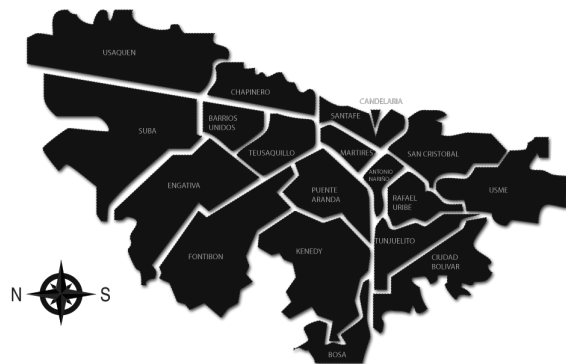 USAQUEN
CHAPINERO
CANDELARIA
SANTAFE
BARRIOS
UNIDOS
SUBA
TEUSAQUILLO
MARTIRES
SAN CRISTOBAL
ANTONIO
NARIÑO
ENGATIVA
PUENTE
ARANDA
RAFAEL
URIBE
USME
FONTIBON
KENEDY
TUNJUELITO
CIUDAD
BOLIVAR
N
S
BOSA